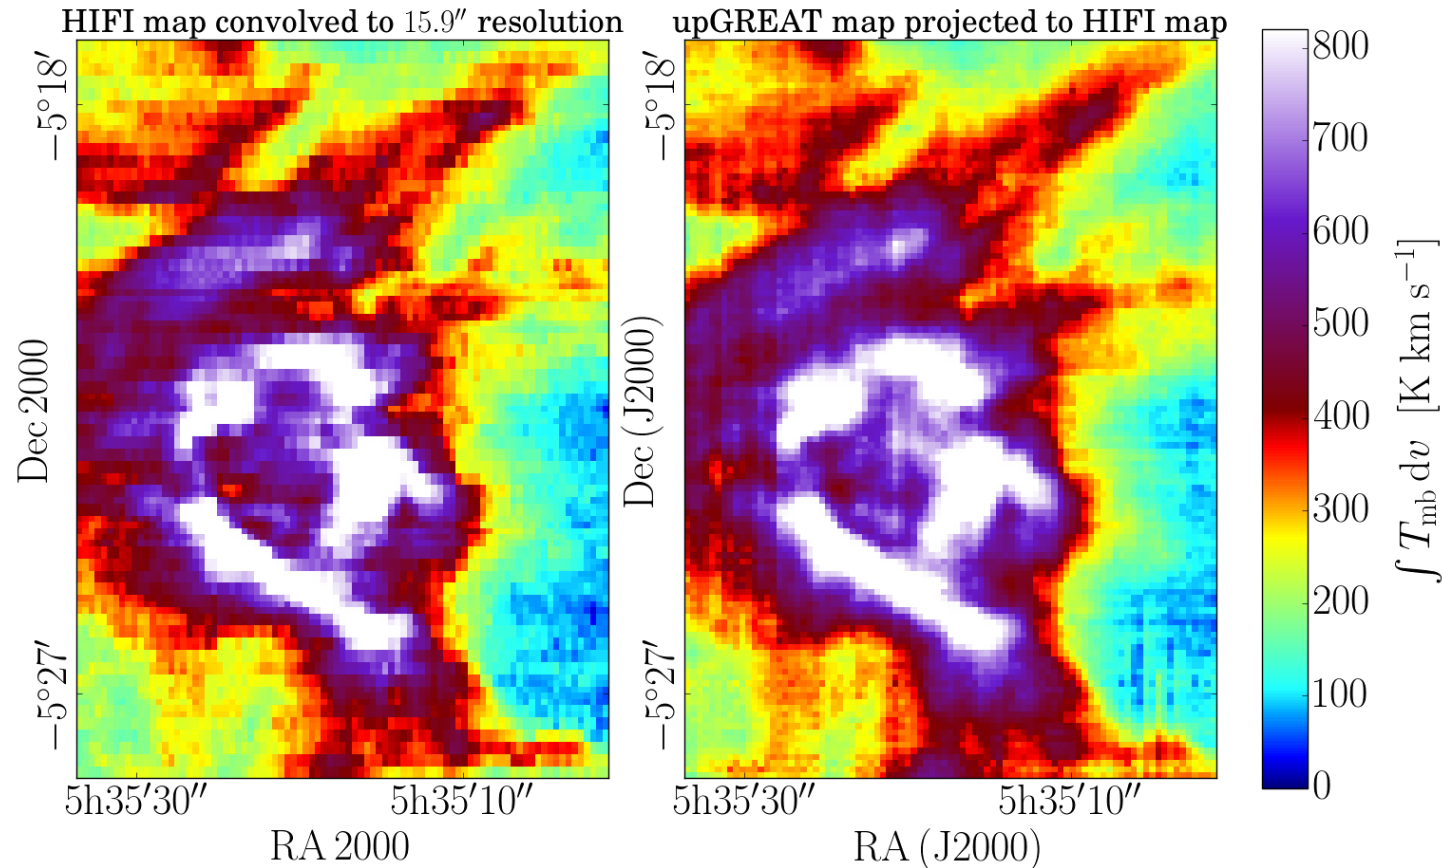 HIFI map convolved to 15.9″ resolution
upGREAT map projected to HIFI map
−5°18′
−5°27′
Dec 2000
5h35′30″
5h35′10″
RA 2000
−5°18′
−5°27′
Dec (J2000)
5h35′30″
5h35′10″
RA (J2000)
800
700
600
500
400
300
200
100
0
∫ T_mb dv [K km s⁻¹]